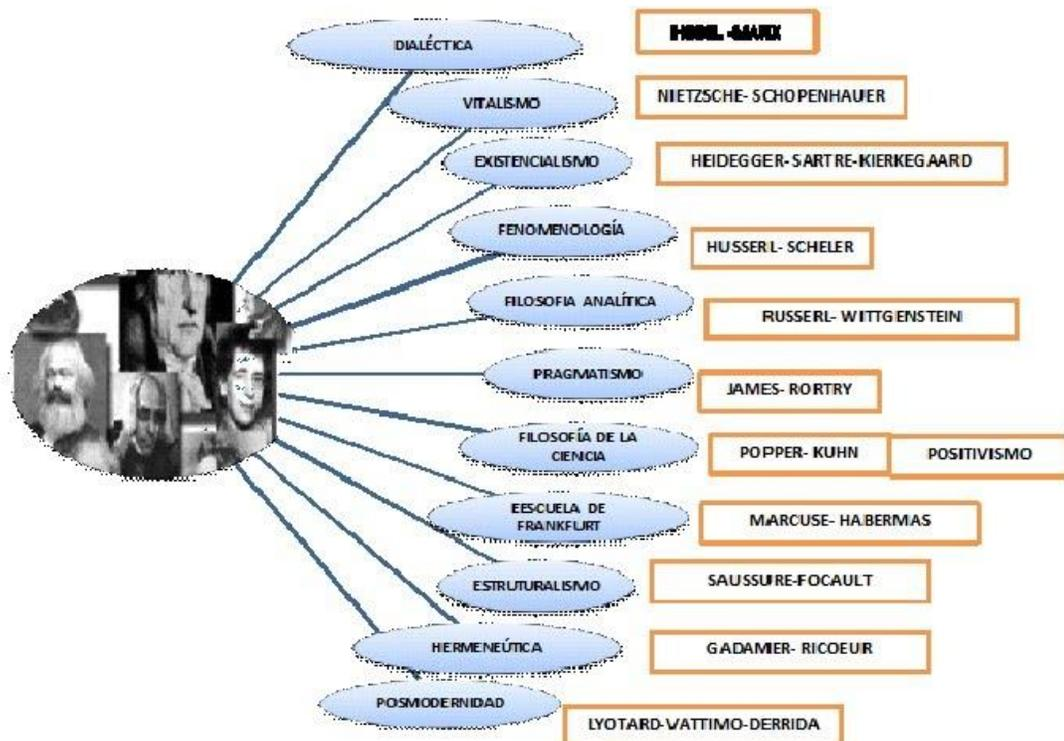 DIALÉCTICA
HEGEL -MARX
VITALISMO
NIETZSCHE- SCHOPENHAUER
EXISTENCIALISMO
HEIDEGGER- SARTRE-KIERKEGAARD
FENOMENOLOGÍA
HUSSERL- SCHELER
FILOSOFIA ANALÍTICA
RUSSERL- WITTGENSTEIN
PRAGMATISMO
JAMES- RORTRY
FILOSOFÍA DE LA
CIENCIA
POPPER- KUHN
POSITIVISMO
EESCUELA DE
FRANKFURT
MARCUSE- HABERMAS
ESTRUTURALISMO
SAUSSURE-FOCAULT
HERMENEÚTICA
GADAMER- RICOEUR
POSMODERNIDAD
LYOTARD-VATTIMO-DERRIDA